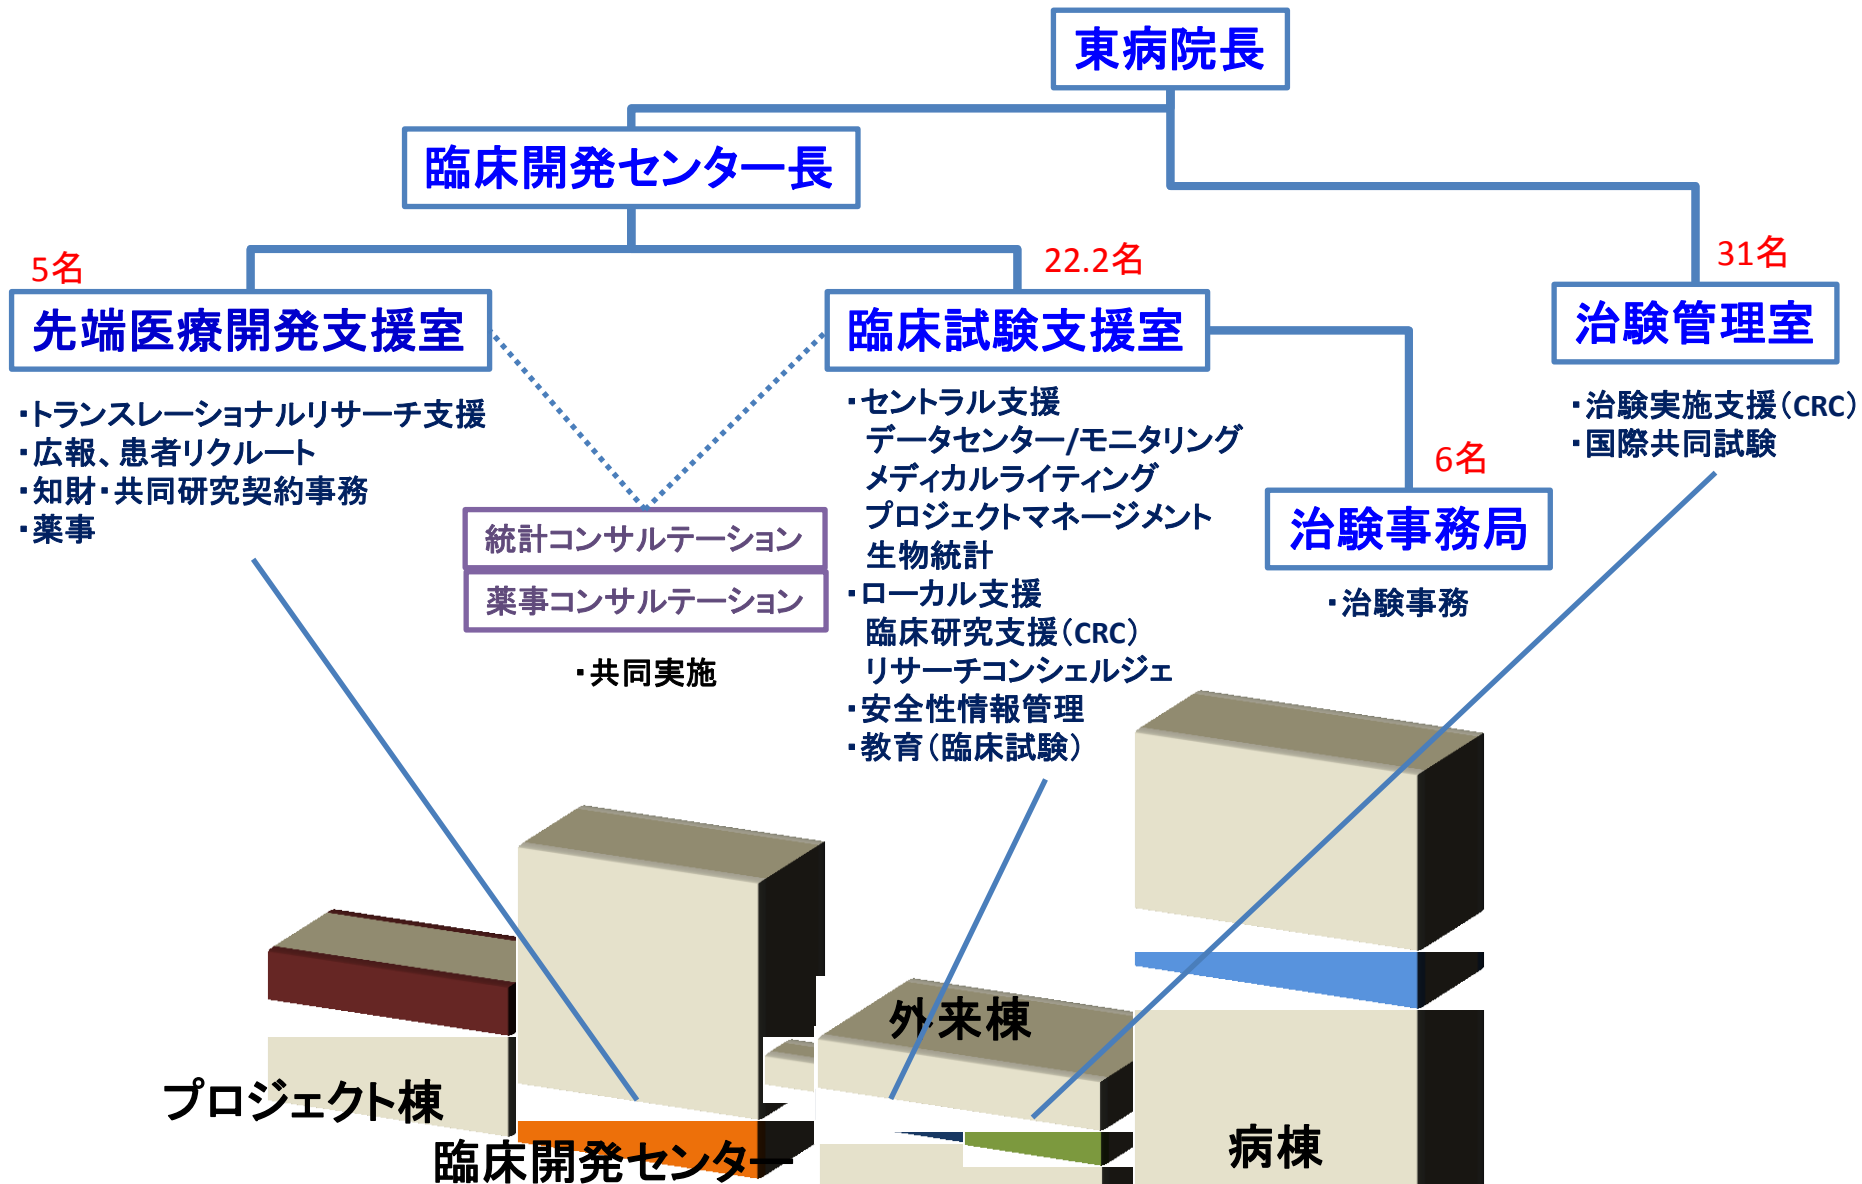 東病院長
臨床開発センター長
5名
22.2名
31名
先端医療開発支援室
臨床試験支援室
治験管理室
・トランスレーショナルリサーチ支援
・広報、患者リクルート
・知財・共同研究契約事務
・薬事
統計コンサルテーション
薬事コンサルテーション
・共同実施
・セントラル支援
データセンター/モニタリング
メディカルライティング
プロジェクトマネージメント
生物統計
・ローカル支援
臨床研究支援(CRC)
リサーチコンシェルジェ
・安全性情報管理
・教育(臨床試験)
6名
治験事務局
・治験事務
・治験実施支援(CRC)
・国際共同試験
プロジェクト棟
臨床開発センター
外来棟
病棟